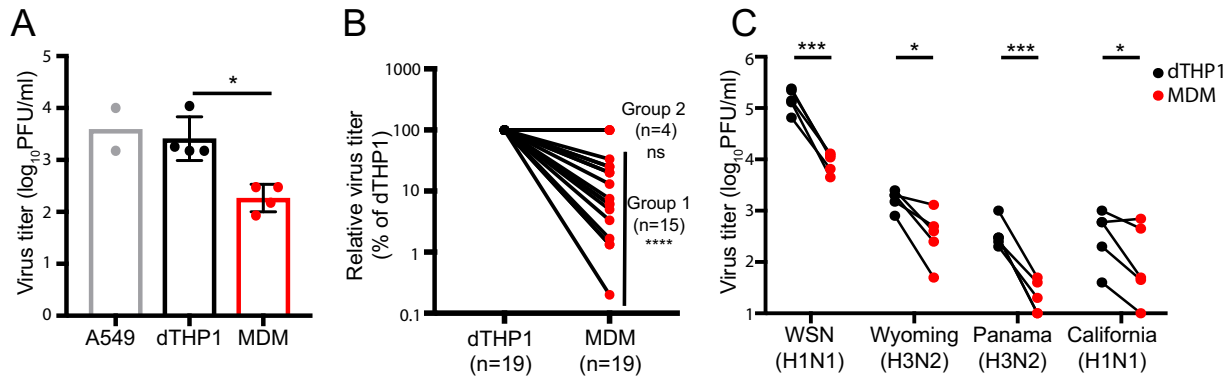 A
Virus titer (log10PFU/ml)
5
4
3
2
1
0
*
A549
dTHP1
MDM
B
Relative virus titer
(% of dTHP1)
1000
100
10
1
0.1
Group 2
(n=4)
ns
Group 1
(n=15)
****
dTHP1
(n=19)
MDM
(n=19)
C
Virus titer (log10PFU/ml)
6
5
4
3
2
1
***
*
***
*
dTHP1
MDM
WSN
(H1N1)
Wyoming
(H3N2)
Panama
(H3N2)
California
(H1N1)